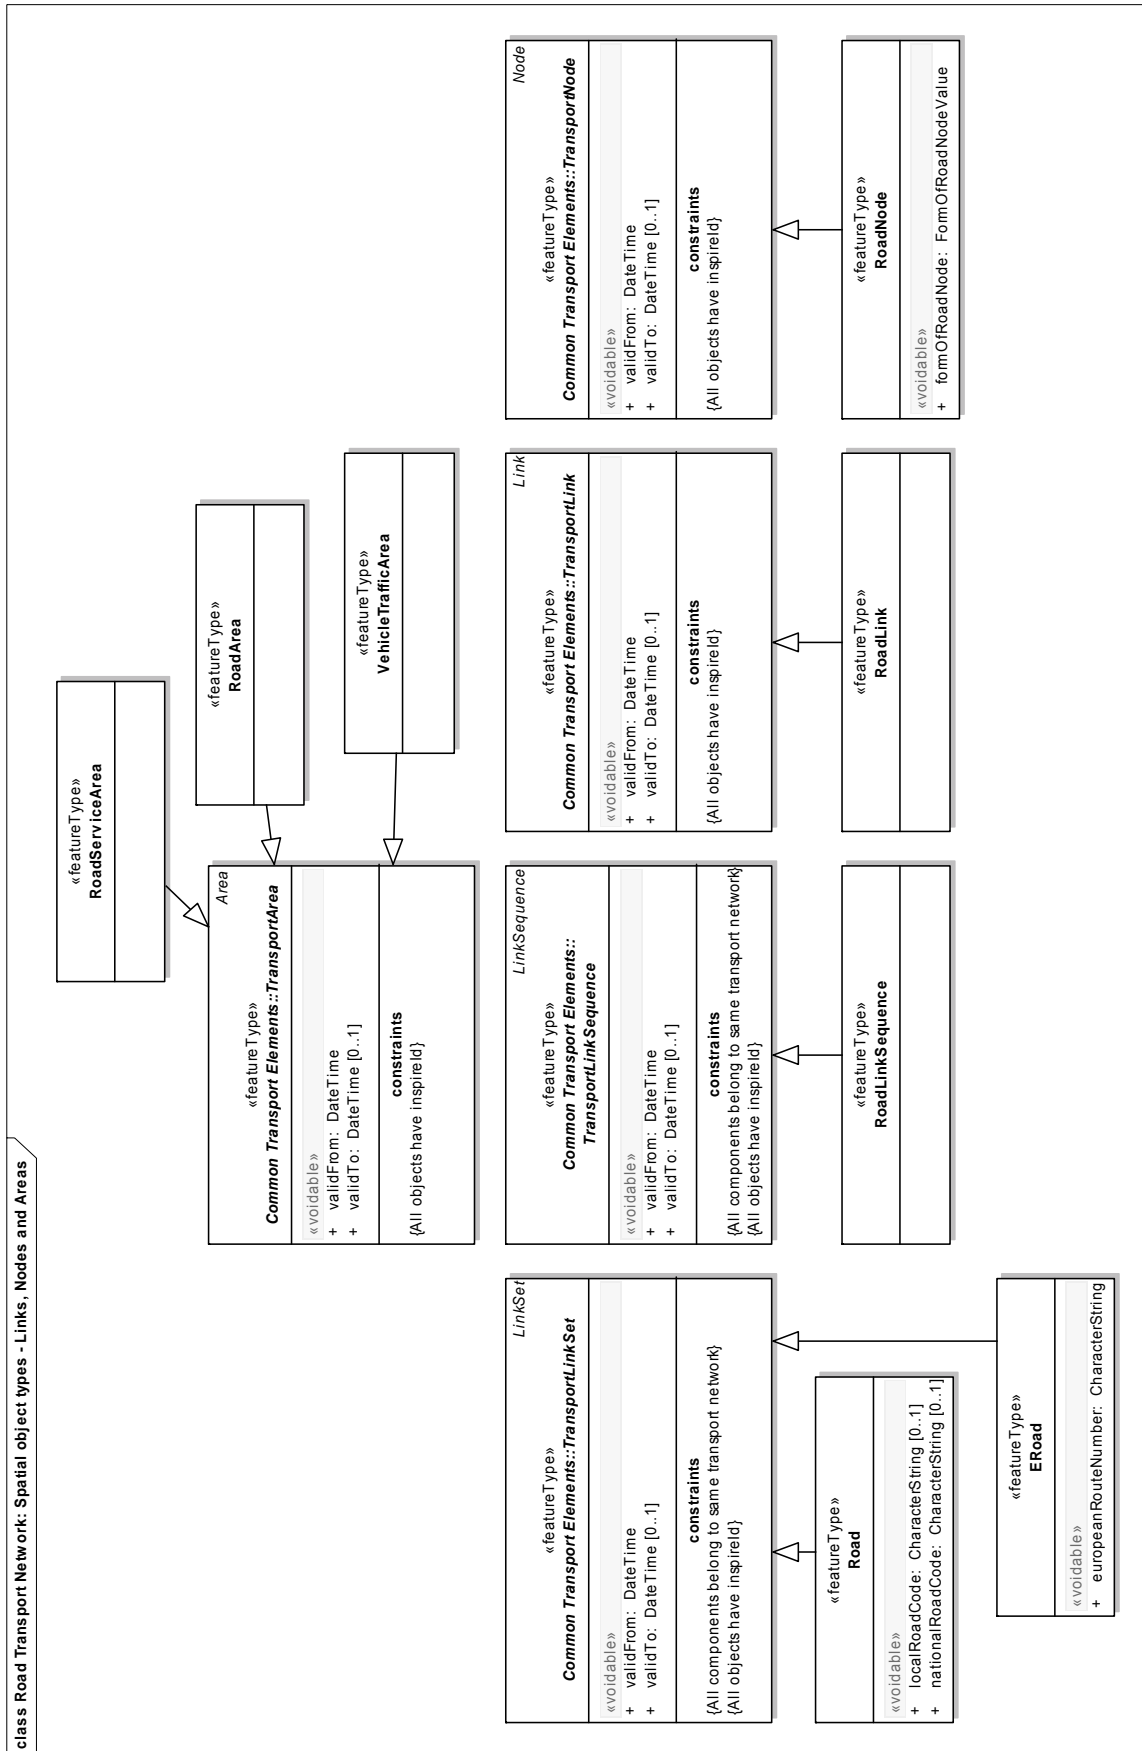 class Road Transport Network: Spatial object types - Links, Nodes and Areas
«featureType»
RoadServiceArea
«featureType»
RoadArea
«featureType»
VehicleTrafficArea
Area
«featureType»
Common Transport Elements::TransportArea
«voidable»
+ validFrom: DateTime
+ validTo: DateTime [0..1]
constraints
{All objects have inspireId}
LinkSet
«featureType»
Common Transport Elements::TransportLinkSet
«voidable»
+ validFrom: DateTime
+ validTo: DateTime [0..1]
constraints
{All components belong to same transport network}
{All objects have inspireId}
LinkSequence
«featureType»
Common Transport Elements::
TransportLinkSequence
«voidable»
+ validFrom: DateTime
+ validTo: DateTime [0..1]
constraints
{All components belong to same transport network}
{All objects have inspireId}
Link
«featureType»
Common Transport Elements::TransportLink
«voidable»
+ validFrom: DateTime
+ validTo: DateTime [0..1]
constraints
{All objects have inspireId}
Node
«featureType»
Common Transport Elements::TransportNode
«voidable»
+ validFrom: DateTime
+ validTo: DateTime [0..1]
constraints
{All objects have inspireId}
«featureType»
Road
«voidable»
+ localRoadCode: CharacterString [0..1]
+ nationalRoadCode: CharacterString [0..1]
«featureType»
ERoad
«voidable»
+ europeanRouteNumber: CharacterString
«featureType»
RoadLinkSequence
«featureType»
RoadLink
«featureType»
RoadNode
«voidable»
+ formOfRoadNode: FormOfRoadNodeValue